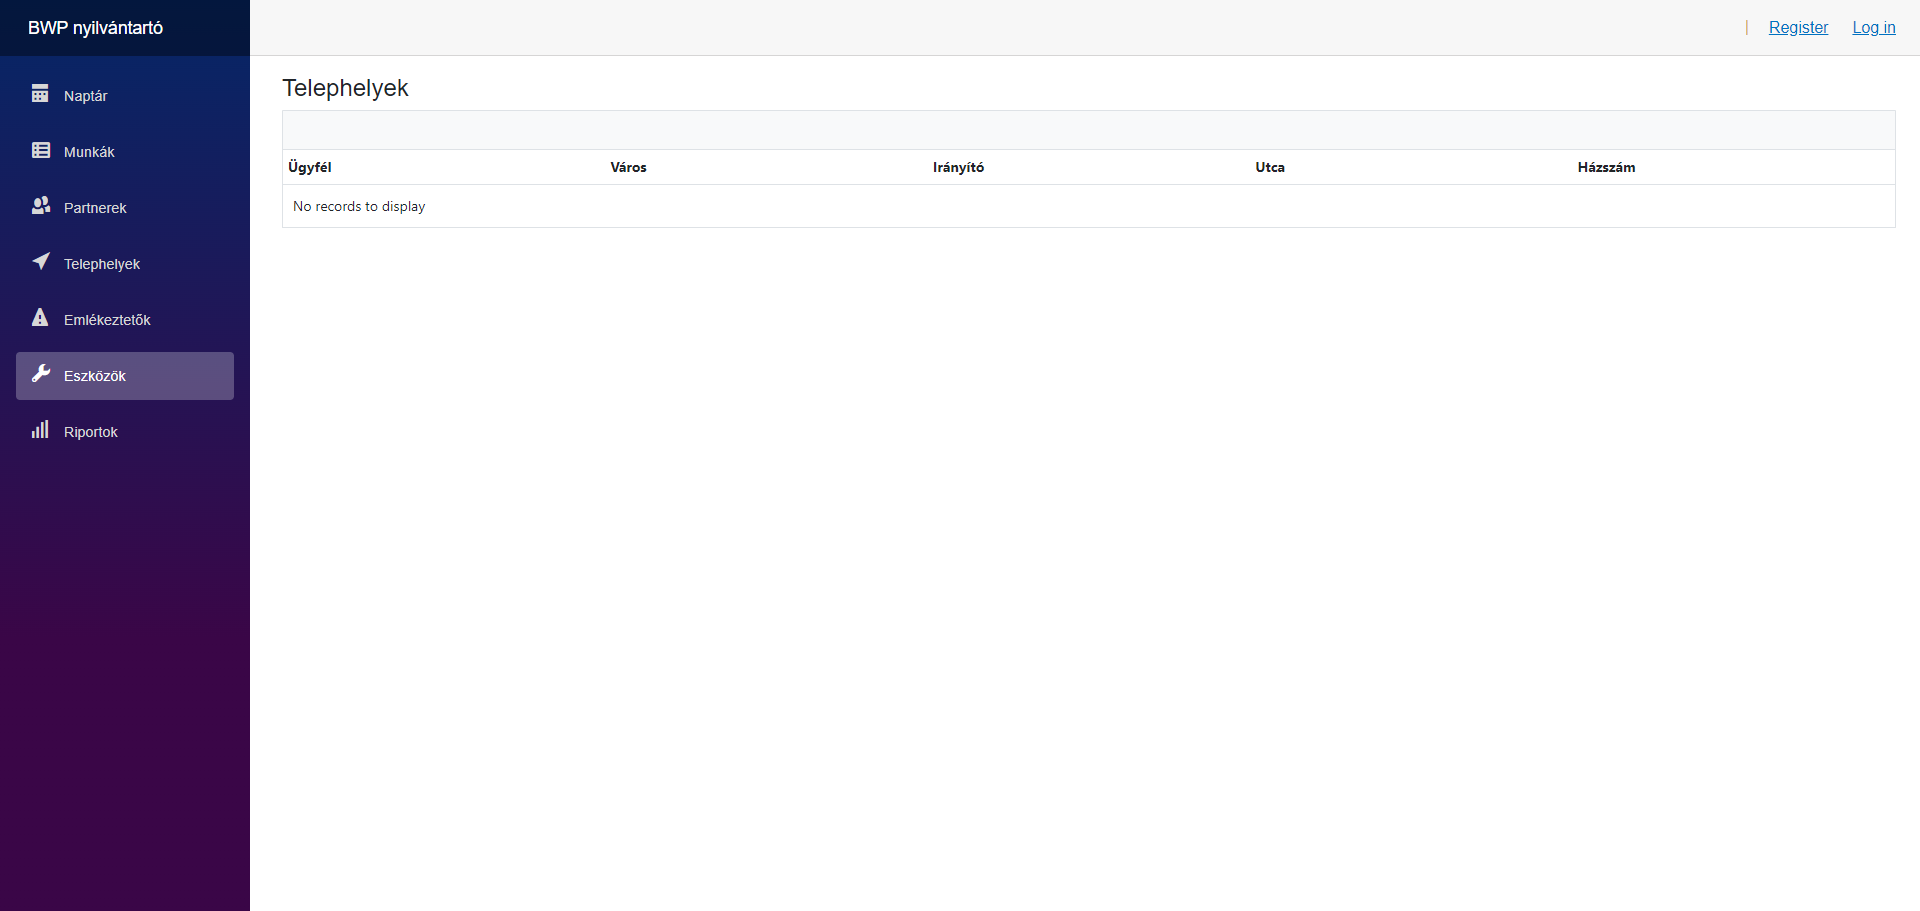 BWP nyilvántartó
| Register Log in
Naptár
Munkák
Partnerek
Telephelyek
Emlékeztetők
Eszközők
Riportok
Telephelyek
Ügyfél Város Irányító Utca Házszám
No records to display